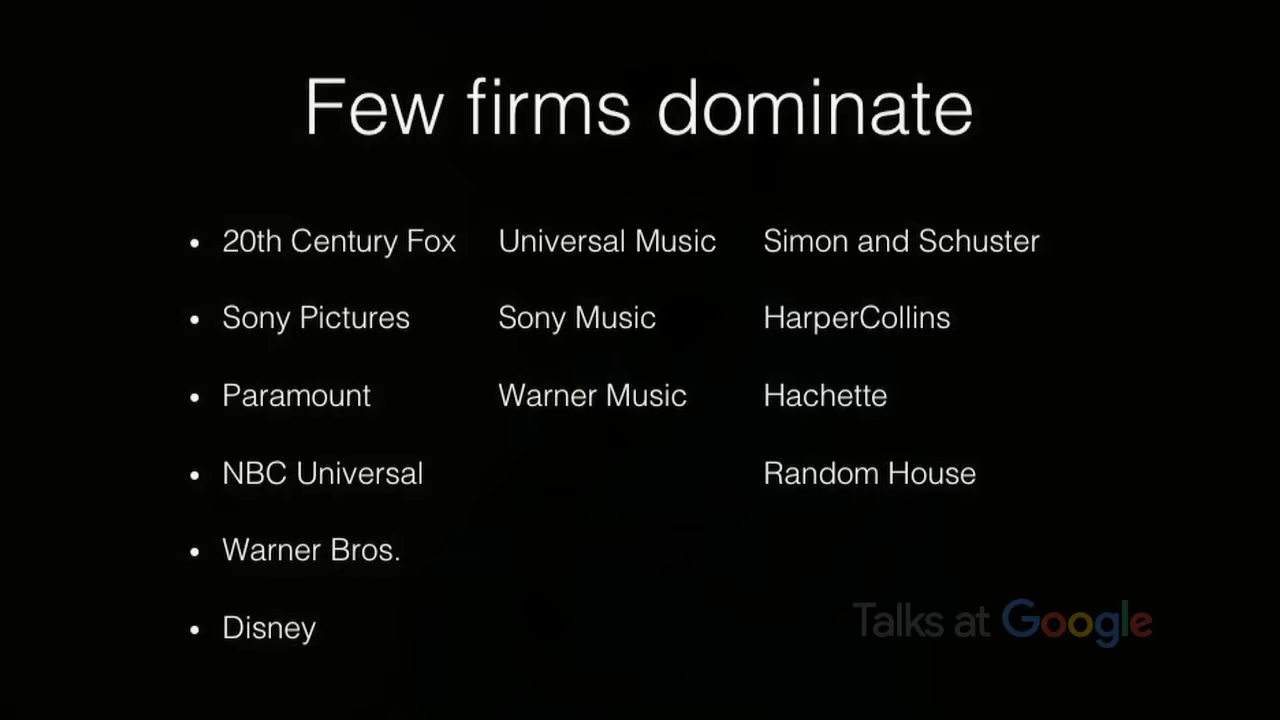 Few firms dominate
• 20th Century Fox Universal Music Simon and Schuster
• Sony Pictures Sony Music HarperCollins
• Paramount Warner Music Hachette
• NBC Universal Random House
• Warner Bros.
• Disney
Talks at Google